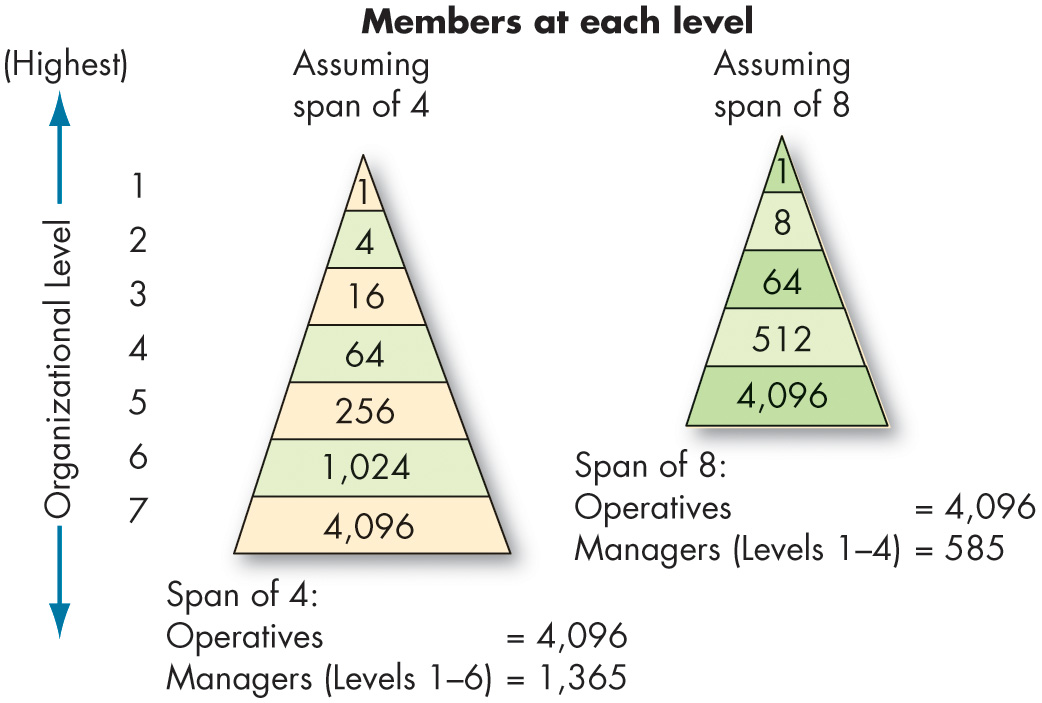 Members at each level
(Highest)
Assuming
span of 4
Assuming
span of 8
Organizational Level
1
2
3
4
5
6
7
1
4
16
64
256
1,024
4,096
1
8
64
512
4,096
Span of 8:
Operatives = 4,096
Managers (Levels 1–4) = 585
Span of 4:
Operatives = 4,096
Managers (Levels 1–6) = 1,365